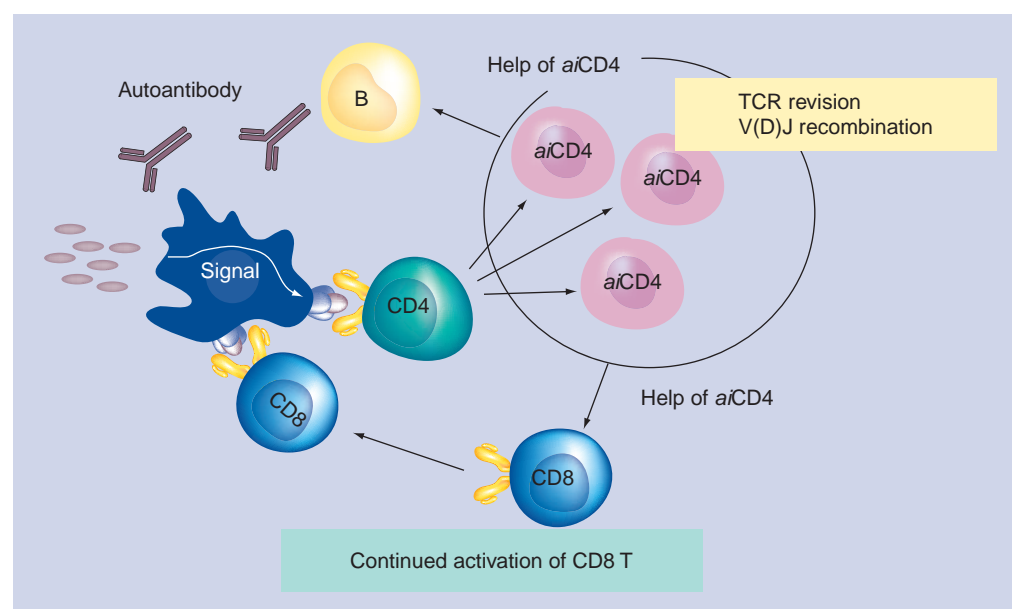 Help of aiCD4
TCR revision
V(D)J recombination
Autoantibody
B
aiCD4
aiCD4
aiCD4
Signal
CD4
CD8
Help of aiCD4
CD8
Continued activation of CD8 T